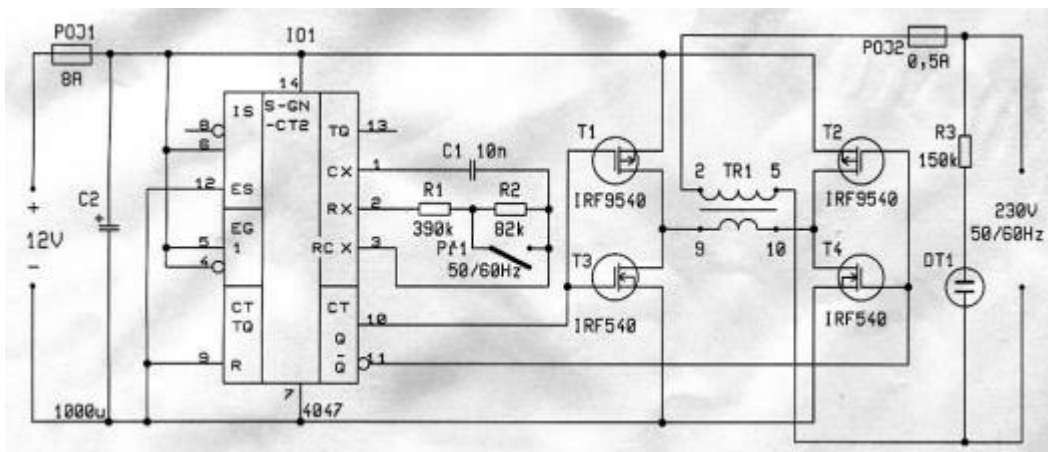 POJ1
8A
IO1
14
POJ2
0,5A
IS
S-GN
-CT2
8
6
TQ
13
CX
1
C1 10n
T1
IRF9540
T2
IRF9540
R3
150k
12
ES
RX
2
R1
390k
R2
82k
2
TR1
5
9
10
C2
+
12V
-
+
EG
5
1
4
RC X
3
50/60Hz
T3
IRF540
T4
IRF540
230V
50/60Hz
DT1
CT
TQ
CT
10
Q
9
R
Q
11
7
4047
1000u